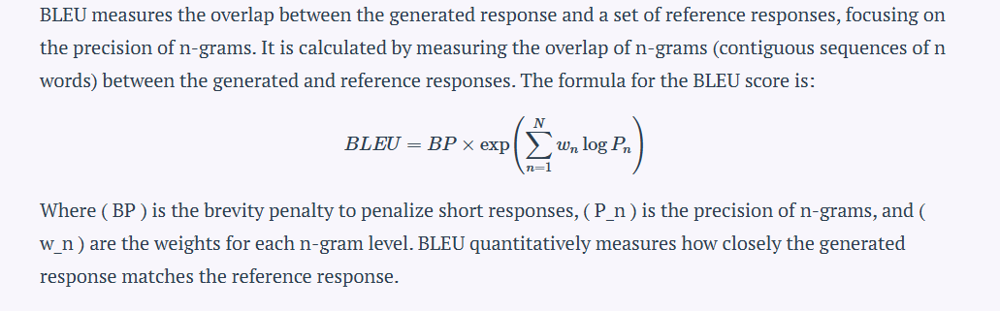 BLEU measures the overlap between the generated response and a set of reference responses, focusing on
the precision of n-grams. It is calculated by measuring the overlap of n-grams (contiguous sequences of n
words) between the generated and reference responses. The formula for the BLEU score is:
BLEU = BP × exp(∑_{n=1}^{N} w_n log P_n)
Where ( BP ) is the brevity penalty to penalize short responses, ( P_n ) is the precision of n-grams, and (
w_n ) are the weights for each n-gram level. BLEU quantitatively measures how closely the generated
response matches the reference response.